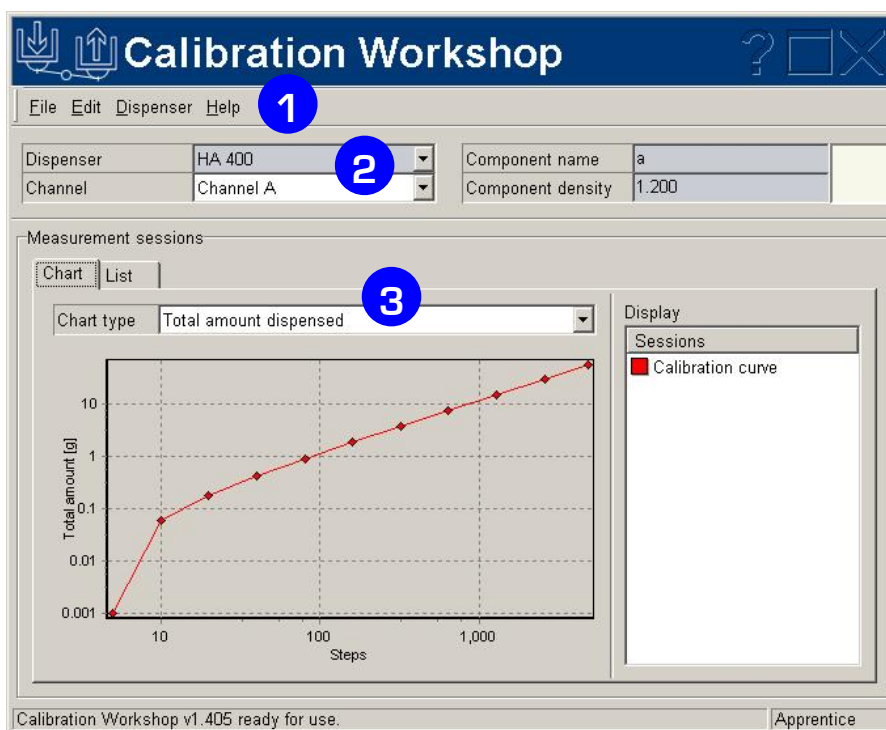 Calibration Workshop
File Edit Dispenser Help
1
Dispenser HA 400
2
Component name a
Channel Channel A
Component density 1.200
Measurement sessions
Chart List
3
Chart type Total amount dispensed
Display
Sessions
Calibration curve
Total amount [g]
10
1
0.1
0.01
0.001
10 100 1,000
Steps
Calibration Workshop v1.405 ready for use.
Apprentice